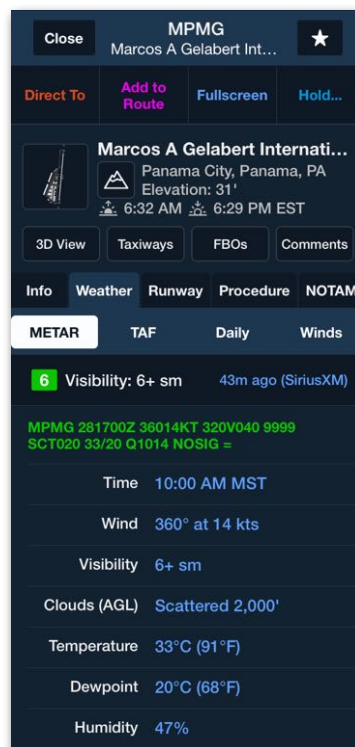 Close
MPMG
Marcos A Gelabert Int...
Direct To
Add to
Route
Fullscreen
Hold...
Marcos A Gelabert Internati...
Panama City, Panama, PA
Elevation: 31'
6:32 AM 6:29 PM EST
3D View Taxiways FBOs Comments
Info Weather Runway Procedure NOTAM
METAR TAF Daily Winds
6 Visibility: 6+ sm 43m ago (SiriusXM)
MPMG 281700Z 36014KT 320V040 9999
SCT020 33/20 Q1014 NOSIG =
Time 10:00 AM MST
Wind 360° at 14 kts
Visibility 6+ sm
Clouds (AGL) Scattered 2,000'
Temperature 33°C (91°F)
Dewpoint 20°C (68°F)
Humidity 47%